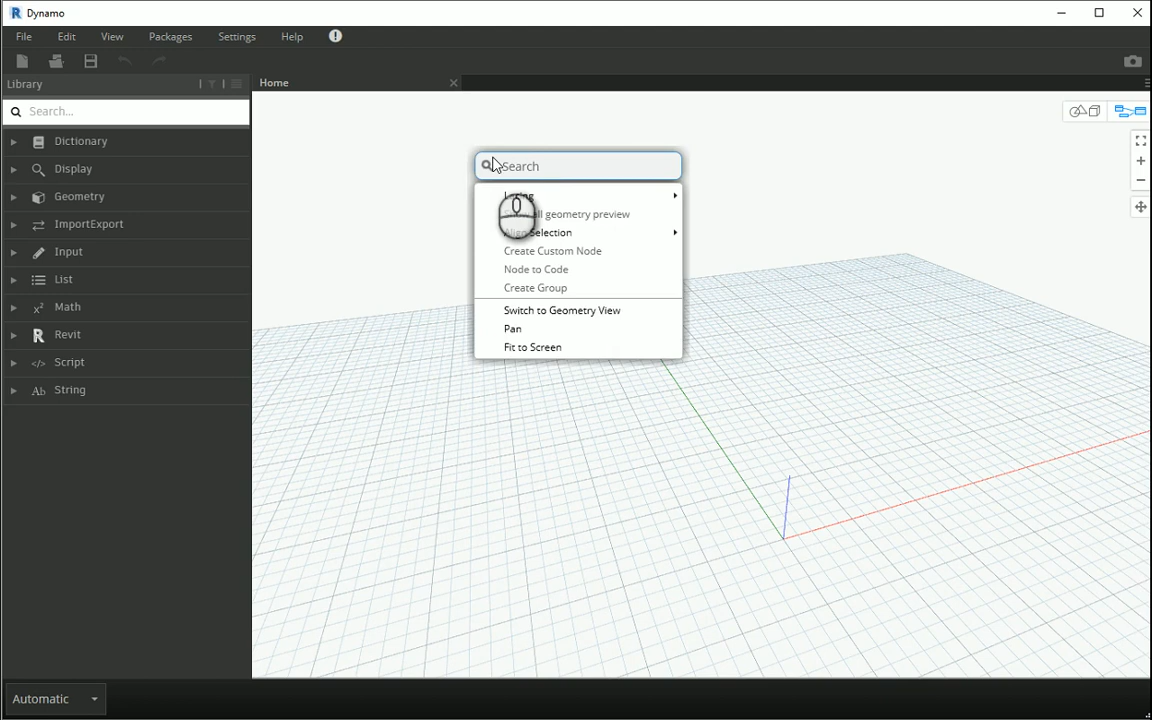 Dynamo
File Edit View Packages Settings Help
Library
Home
Search...
Dictionary
Display
Geometry
ImportExport
Input
List
Math
Revit
Script
String
Search
all geometry preview
Selection
Create Custom Node
Node to Code
Create Group
Switch to Geometry View
Pan
Fit to Screen
Automatic